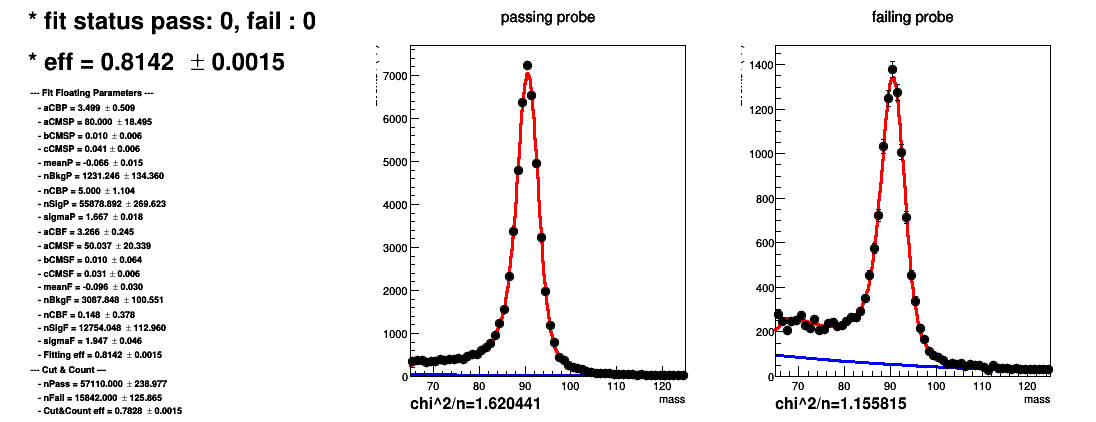 * fit status pass: 0, fail : 0
* eff = 0.8142 ± 0.0015
--- Fit Floating Parameters ---
- aCBP = 3.499 ± 0.509
- aCMSP = 80.000 ± 18.495
- bCMSP = 0.010 ± 0.006
- cCMSP = 0.041 ± 0.006
- meanP = -0.066 ± 0.015
- nBkgP = 1231.246 ± 134.360
- nCBP = 5.000 ± 1.104
- nSigP = 55878.892 ± 269.623
- sigmaP = 1.667 ± 0.018
- aCBF = 3.266 ± 0.245
- aCMSF = 50.037 ± 20.339
- bCMSF = 0.010 ± 0.064
- cCMSF = 0.031 ± 0.006
- meanF = -0.096 ± 0.030
- nBkgF = 3087.848 ± 100.551
- nCBF = 0.148 ± 0.378
- nSigF = 12754.048 ± 112.960
- sigmaF = 1.947 ± 0.046
- Fitting eff = 0.8142 ± 0.0015
--- Cut & Count ---
- nPass = 57110.000 ± 238.977
- nFail = 15842.000 ± 125.865
- Cut&Count eff = 0.7828 ± 0.0015
passing probe
7000
6000
5000
4000
3000
2000
1000
0
70 80 90 100 110 120
mass
chi^2/n=1.620441
failing probe
1400
1200
1000
800
600
400
200
0
70 80 90 100 110 120
mass
chi^2/n=1.155815